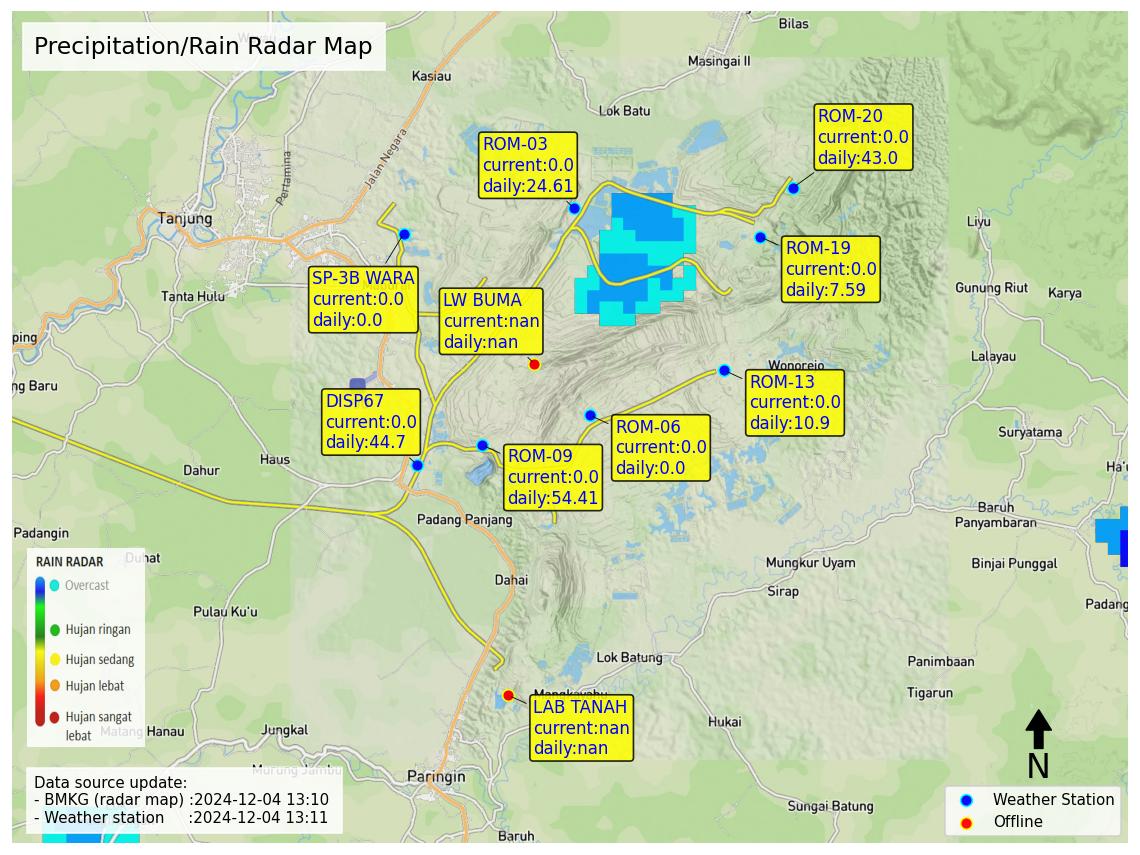 Precipitation/Rain Radar Map
Bilas
Masingai II
Kasiau
Lok Batu
Jalan Negara
Pertamina
Tanjung
Tanta Hulu
ping
ng Baru
ROM-03
current:0.0
daily:24.61
ROM-20
current:0.0
daily:43.0
ROM-19
current:0.0
daily:7.59
SP-3B WARA
current:0.0
daily:0.0
LW BUMA
current:nan
daily:nan
Liyu
Gunung Riut
Karya
Lalayau
Wonorejo
ROM-13
current:0.0
daily:10.9
DISP67
current:0.0
daily:44.7
ROM-06
current:0.0
daily:0.0
ROM-09
current:0.0
daily:54.41
Suryatama
Ha'u
Dahur
Haus
Padang Panjang
Baruh
Panyambaran
Padangin
Duhat
Binjai Punggal
Mungkur Uyam
Dahai
Sirap
Padang
Pulau Ku'u
RAIN RADAR
Overcast
Hujan ringan
Hujan sedang
Hujan lebat
Hujan sangat
lebat
Lok Batung
Panimbaan
Tigarun
Mangkayahu
LAB TANAH
current:nan
daily:nan
Hukai
Matang Hanau
Jungkal
Murung Jambu
Paringin
Sungai Batung
Baruh
Data source update:
- BMKG (radar map) :2024-12-04 13:10
- Weather station :2024-12-04 13:11
N
Weather Station
Offline